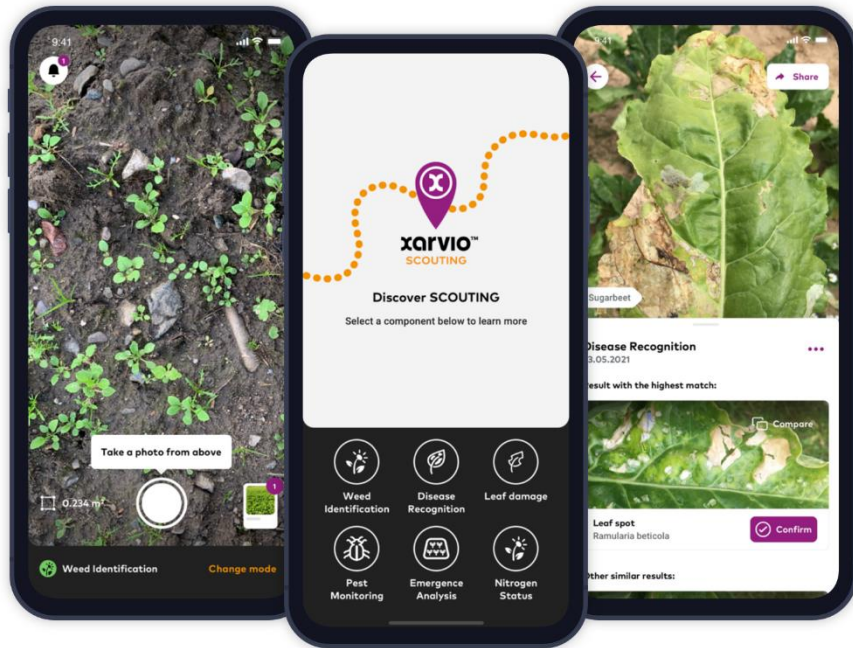 9:41
1
Take a photo from above
0.234 m²
1
Weed Identification
Change mode
xarvio™
SCOUTING
Discover SCOUTING
Select a component below to learn more
Weed
Identification
Disease
Recognition
Leaf damage
Pest
Monitoring
Emergence
Analysis
Nitrogen
Status
9:41
Share
Sugarbeet
Disease Recognition
3.05.2021
Result with the highest match:
Compare
Leaf spot
Ramularia beticola
Confirm
Other similar results: